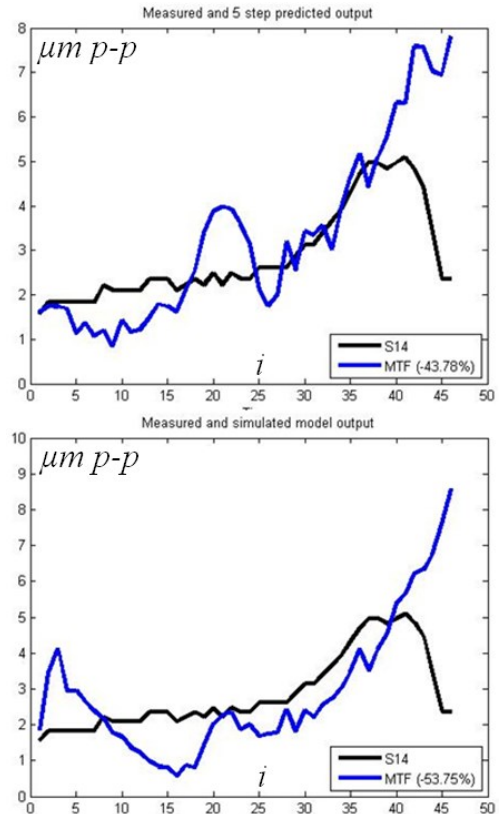 Measured and 5 step predicted output
μm p-p
8
7
6
5
4
3
2
1
0
S14
MTF (-43.78%)
i
0 5 10 15 20 25 30 35 40 45 50
Measured and simulated model output
μm p-p
10
9
8
7
6
5
4
3
2
1
0
S14
MTF (-53.75%)
i
0 5 10 15 20 25 30 35 40 45 50